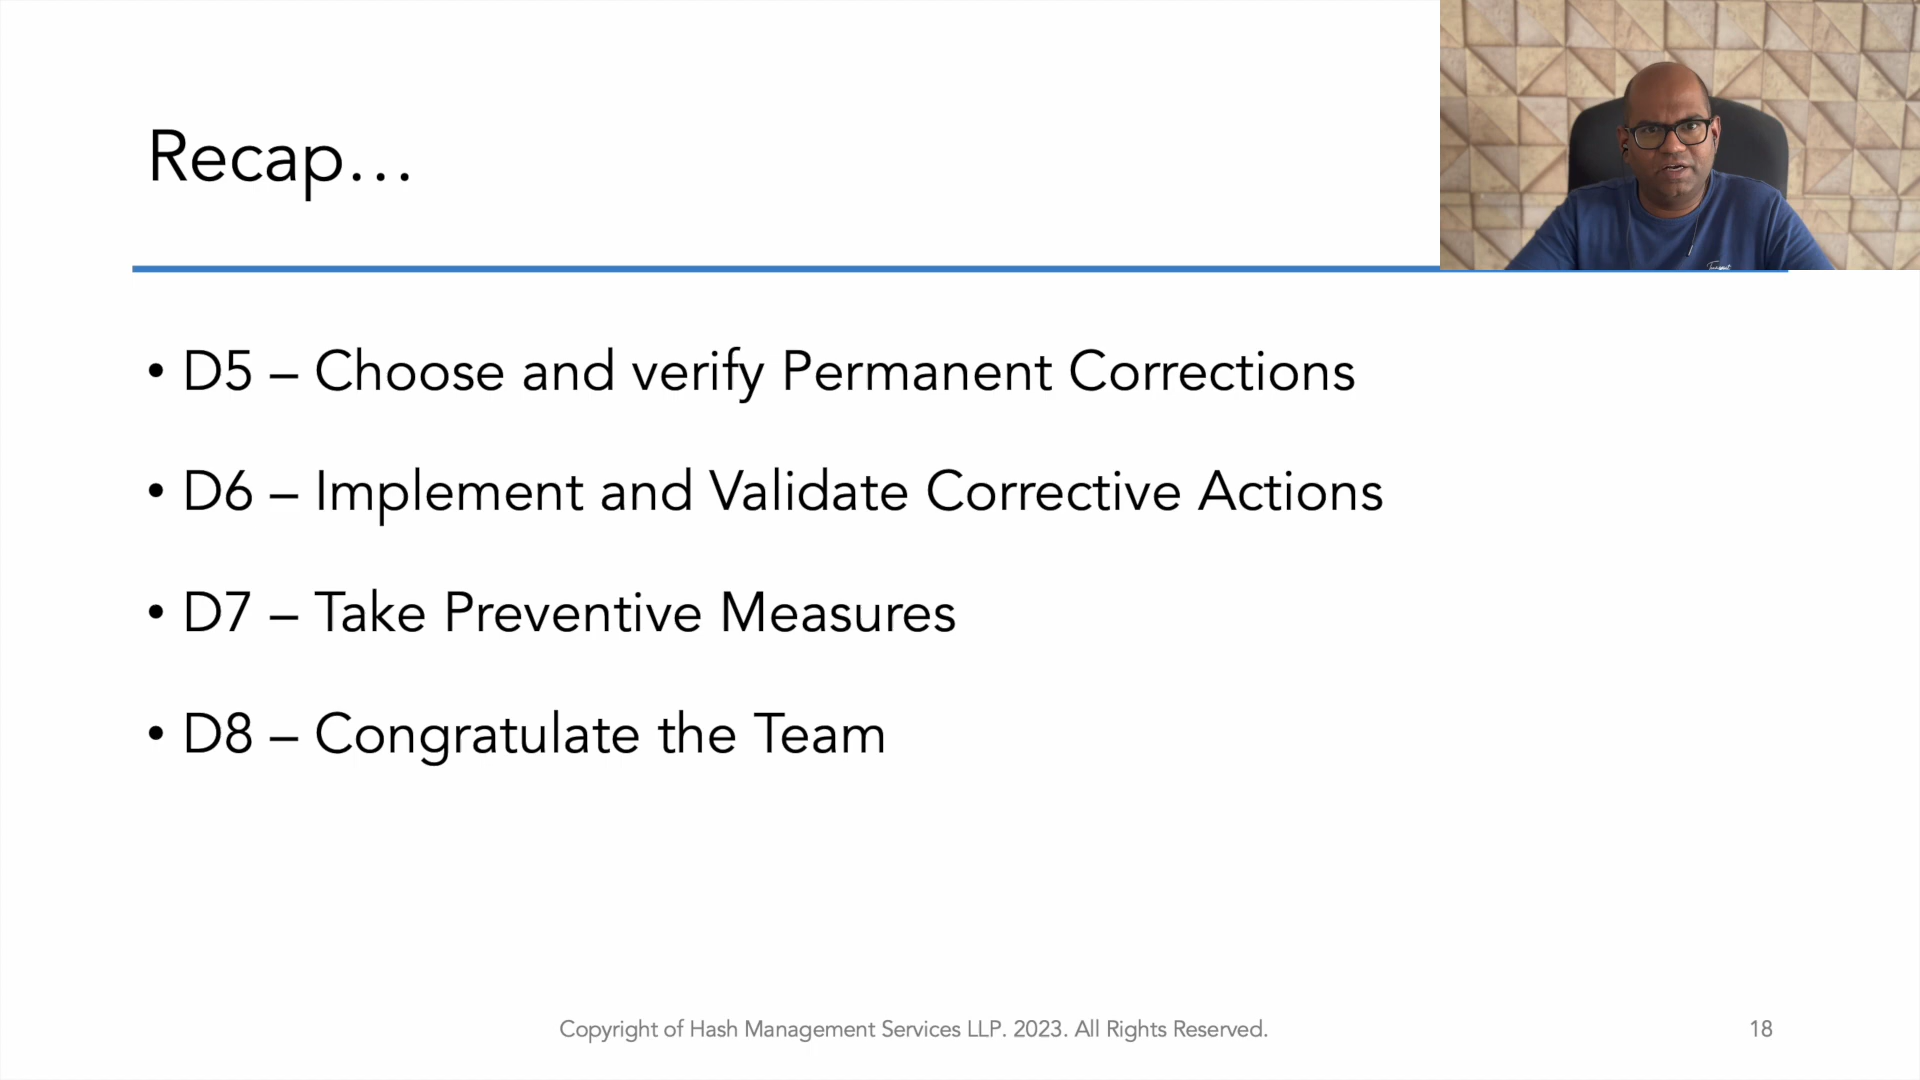 Recap...
• D5 – Choose and verify Permanent Corrections
• D6 – Implement and Validate Corrective Actions
• D7 – Take Preventive Measures
• D8 – Congratulate the Team
Copyright of Hash Management Services LLP. 2023. All Rights Reserved.
18